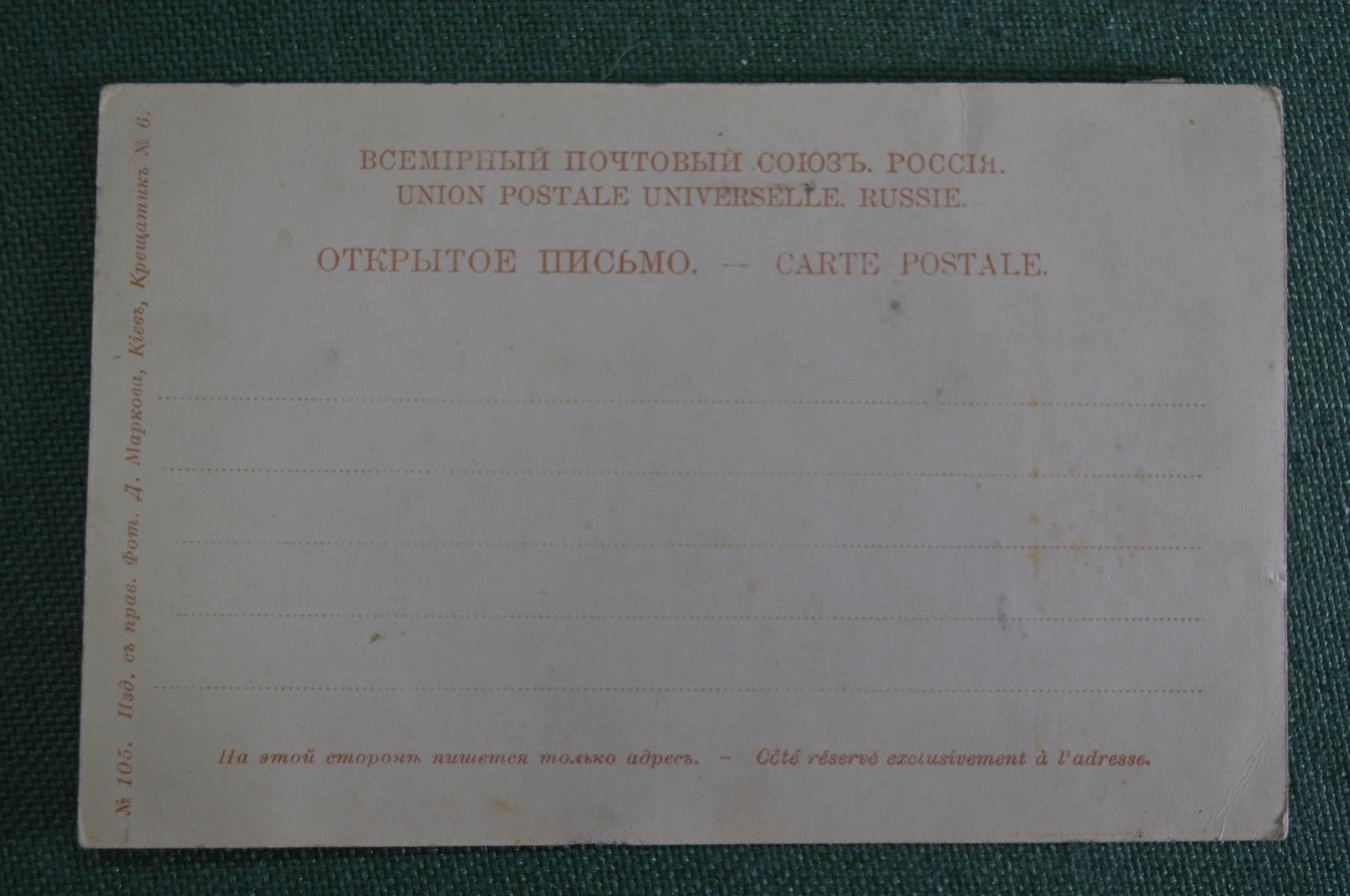 ВСЕМІРНЫЙ ПОЧТОВЫЙ СОЮЗЪ. РОССІЯ.
UNION POSTALE UNIVERSELLE. RUSSIE.
ОТКРЫТОЕ ПИСЬМО. — CARTE POSTALE.
На этой сторонѣ пишется только адресъ. — Côté réservé exclusivement à l'adresse.
№ 105. Изд. съ прав. Фот. Д. Маркова, Кіевъ, Крещатикъ № 6.